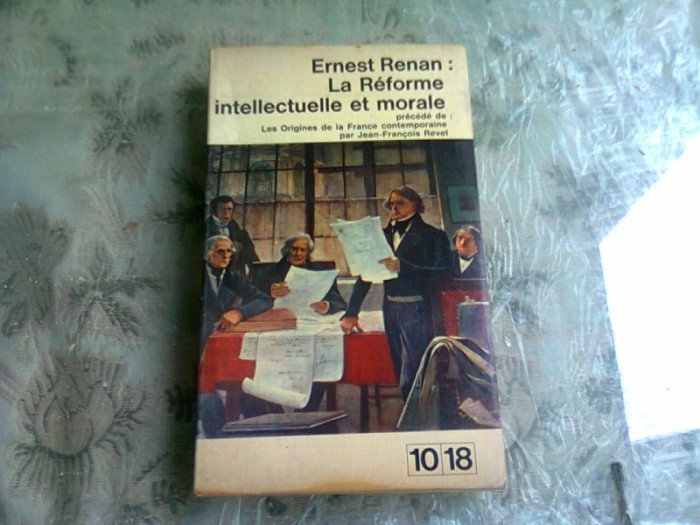 Ernest Renan :
La Réforme
intellectuelle et morale
précédé de :
Les Origines de la France contemporaine
par Jean-François Revel
10 18